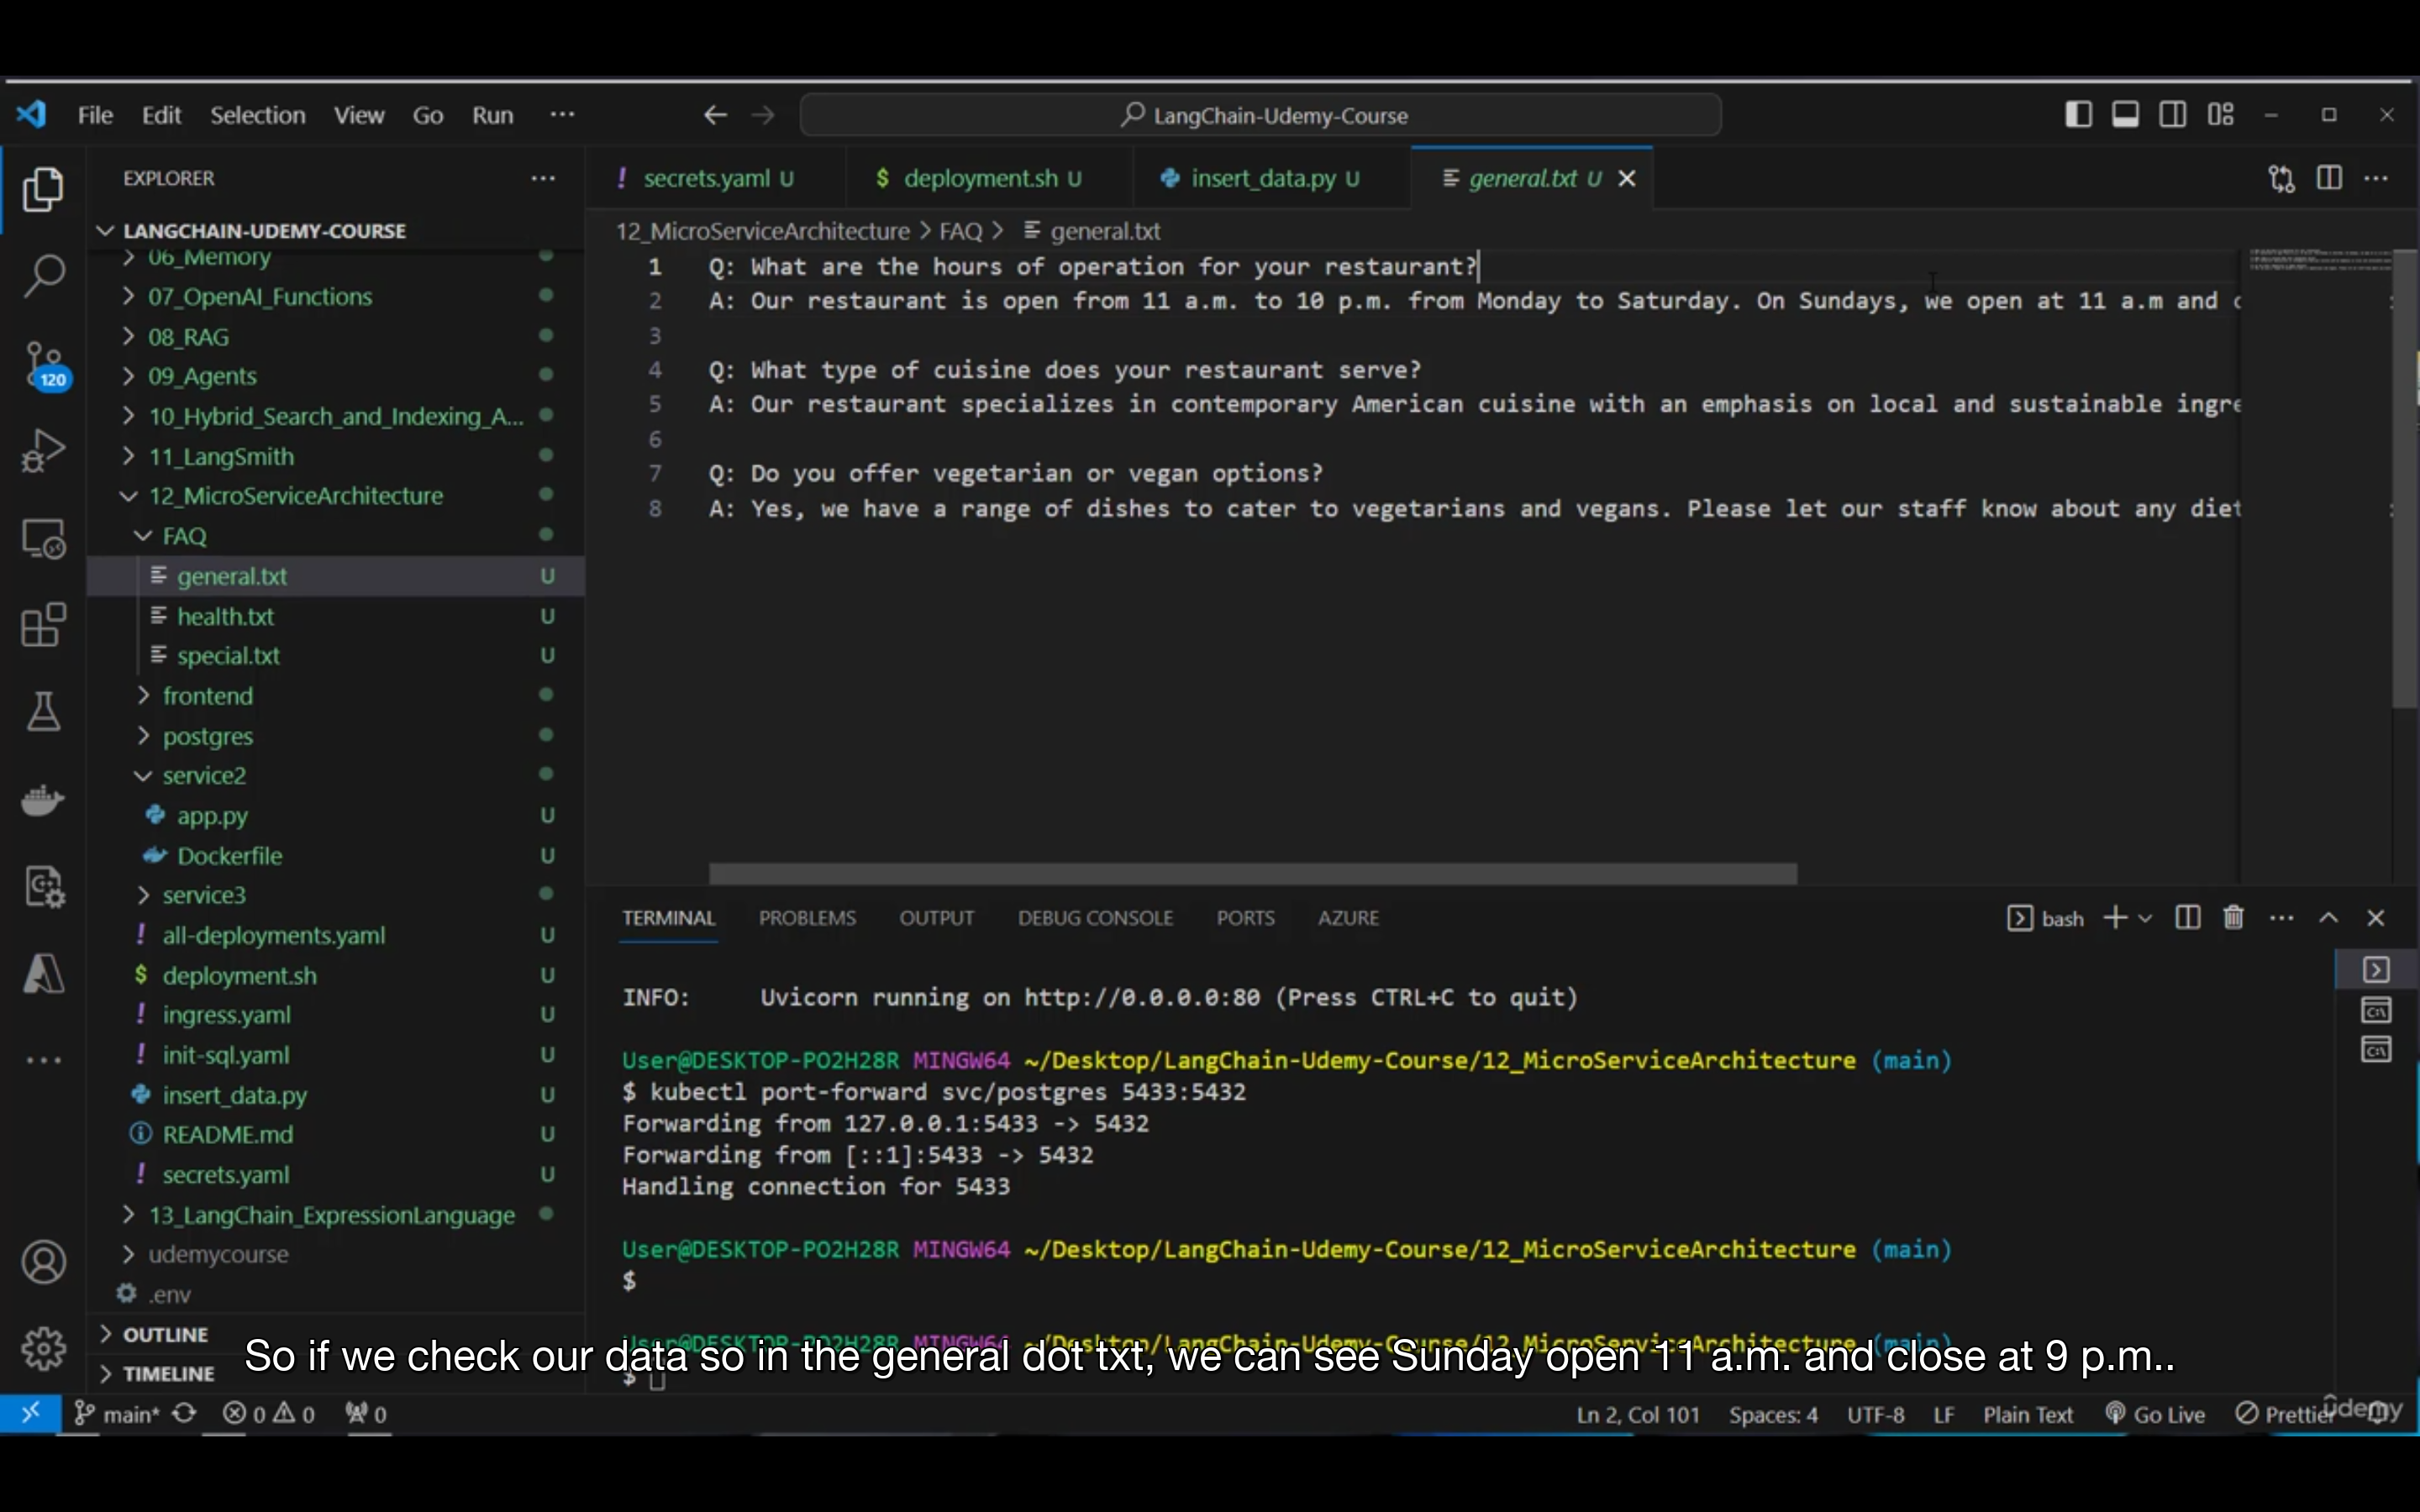 File Edit Selection View Go Run ··· LangChain-Udemy-Course
EXPLORER
LANGCHAIN-UDEMY-COURSE
06_Memory
07_OpenAI_Functions
08_RAG
09_Agents
10_Hybrid_Search_and_Indexing_A...
11_LangSmith
12_MicroServiceArchitecture
FAQ
general.txt U
health.txt U
special.txt U
frontend
postgres
service2
app.py U
Dockerfile U
service3
all-deployments.yaml U
deployment.sh U
ingress.yaml U
init-sql.yaml U
insert_data.py U
README.md U
secrets.yaml U
13_LangChain_ExpressionLanguage
udemycourse
.env
OUTLINE
TIMELINE
120
! secrets.yaml U $ deployment.sh U insert_data.py U general.txt U
12_MicroServiceArchitecture > FAQ > general.txt
1 Q: What are the hours of operation for your restaurant?
2 A: Our restaurant is open from 11 a.m. to 10 p.m. from Monday to Saturday. On Sundays, we open at 11 a.m and c
3
4 Q: What type of cuisine does your restaurant serve?
5 A: Our restaurant specializes in contemporary American cuisine with an emphasis on local and sustainable ingre
6
7 Q: Do you offer vegetarian or vegan options?
8 A: Yes, we have a range of dishes to cater to vegetarians and vegans. Please let our staff know about any diet
TERMINAL PROBLEMS OUTPUT DEBUG CONSOLE PORTS AZURE bash
INFO: Uvicorn running on http://0.0.0.0:80 (Press CTRL+C to quit)
User@DESKTOP-PO2H28R MINGW64 ~/Desktop/LangChain-Udemy-Course/12_MicroServiceArchitecture (main)
$ kubectl port-forward svc/postgres 5433:5432
Forwarding from 127.0.0.1:5433 -> 5432
Forwarding from [::1]:5433 -> 5432
Handling connection for 5433
User@DESKTOP-PO2H28R MINGW64 ~/Desktop/LangChain-Udemy-Course/12_MicroServiceArchitecture (main)
$
User@DESKTOP-PO2H28R MINGW64 ~/Desktop/LangChain-Udemy-Course/12_MicroServiceArchitecture (main)
$
So if we check our data so in the general dot txt, we can see Sunday open 11 a.m. and close at 9 p.m..
main* 0 0 0 Ln 2, Col 101 Spaces: 4 UTF-8 LF Plain Text Go Live Prettier
ûdemy